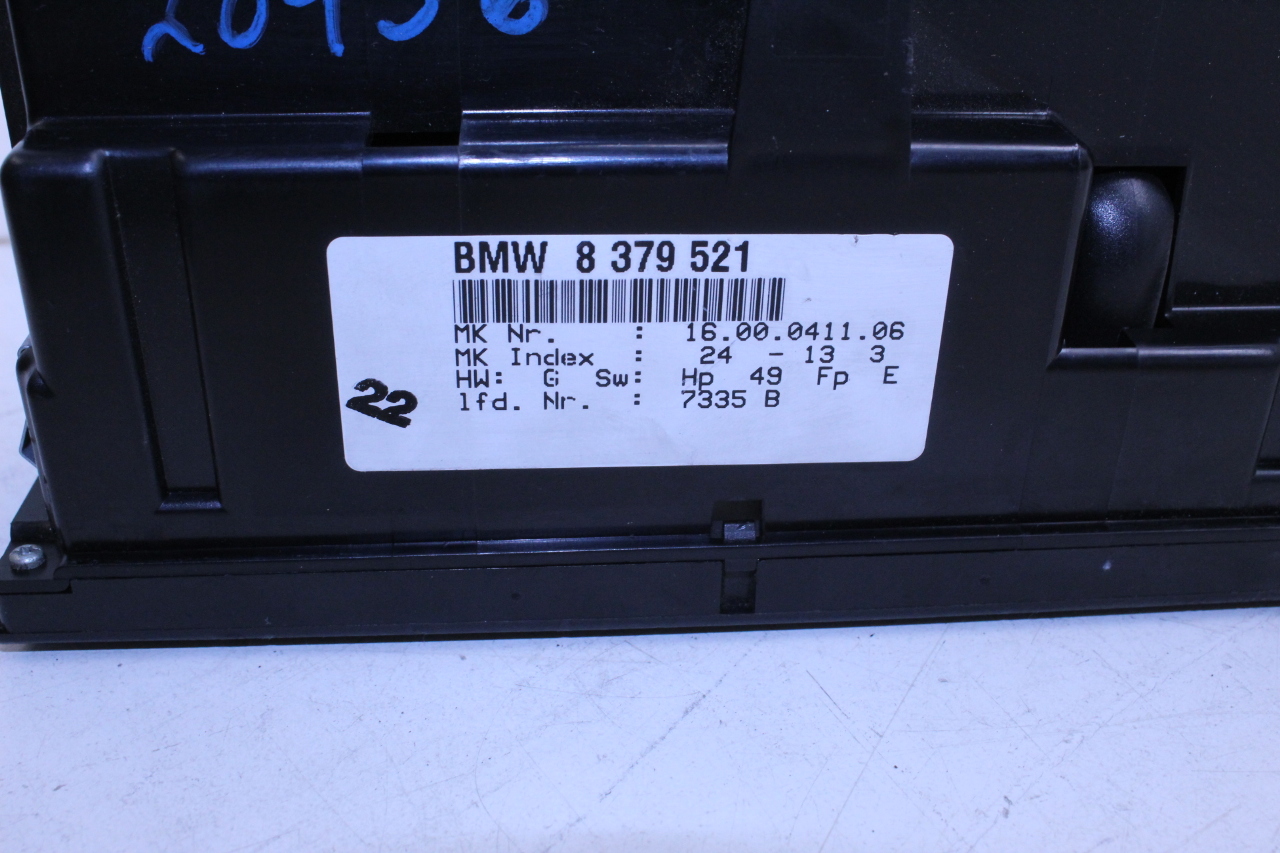 20456
BMW 8 379 521
MK Nr. : 16.00.0411.06
MK Index : 24 - 13 3
HW: G Sw: Hp 49 Fp E
lfd. Nr. : 7335 B
22